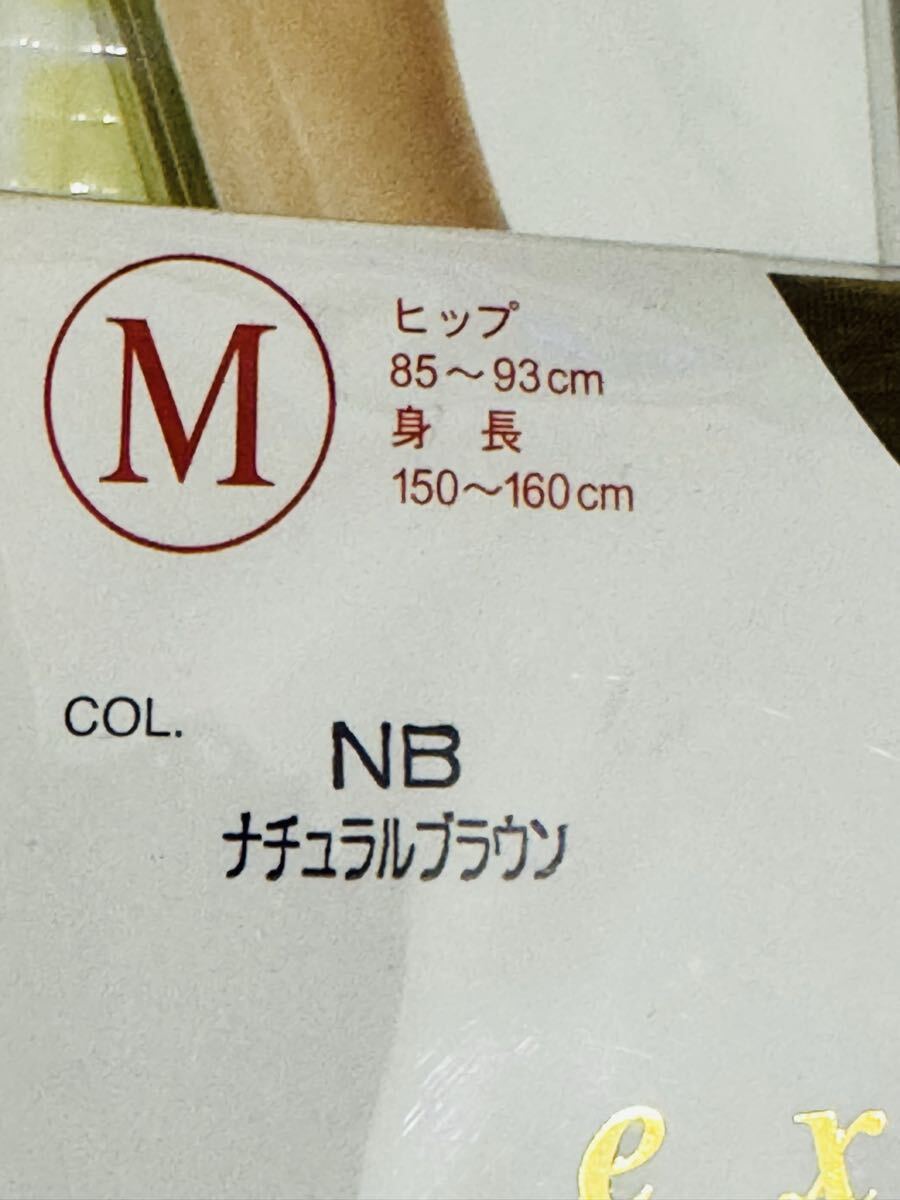 M
ヒップ
85〜93cm
身 長
150〜160cm
COL.
NB
ナチュラルブラウン
ex